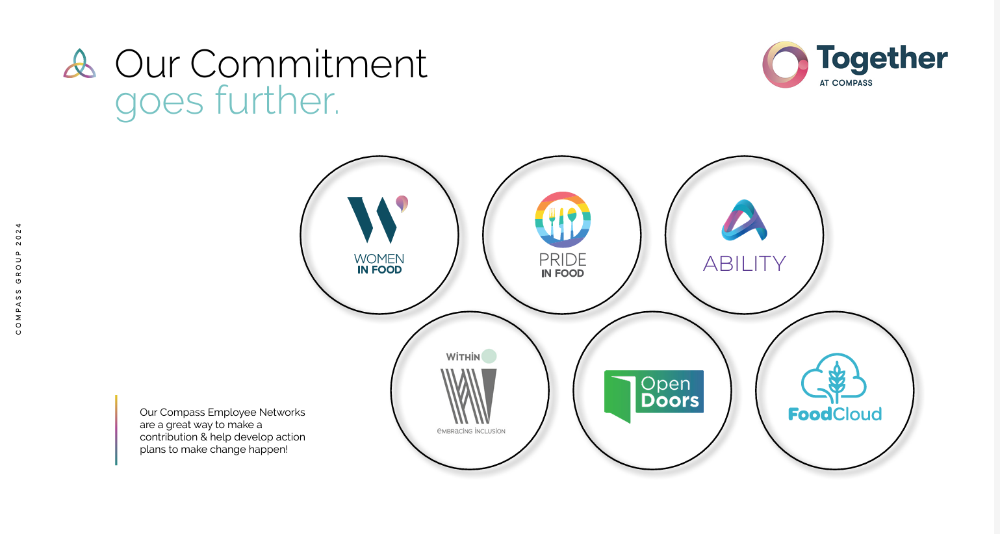 Our Commitment
goes further.
Together
AT COMPASS
WOMEN
IN FOOD
PRIDE
IN FOOD
ABILITY
WiTHiN
EMBRACING INCLUSION
Open
Doors
FoodCloud
Our Compass Employee Networks
are a great way to make a
contribution & help develop action
plans to make change happen!
COMPASS GROUP 2024